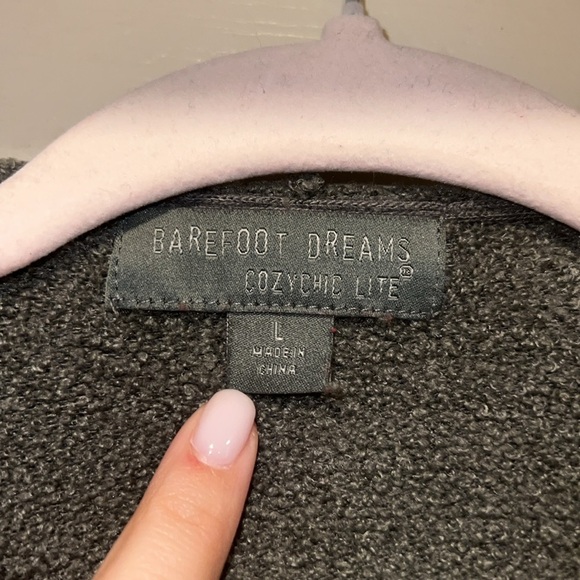 BAREFOOT DREAMS
COZYCHIC LITE®
L
MADE IN
CHINA